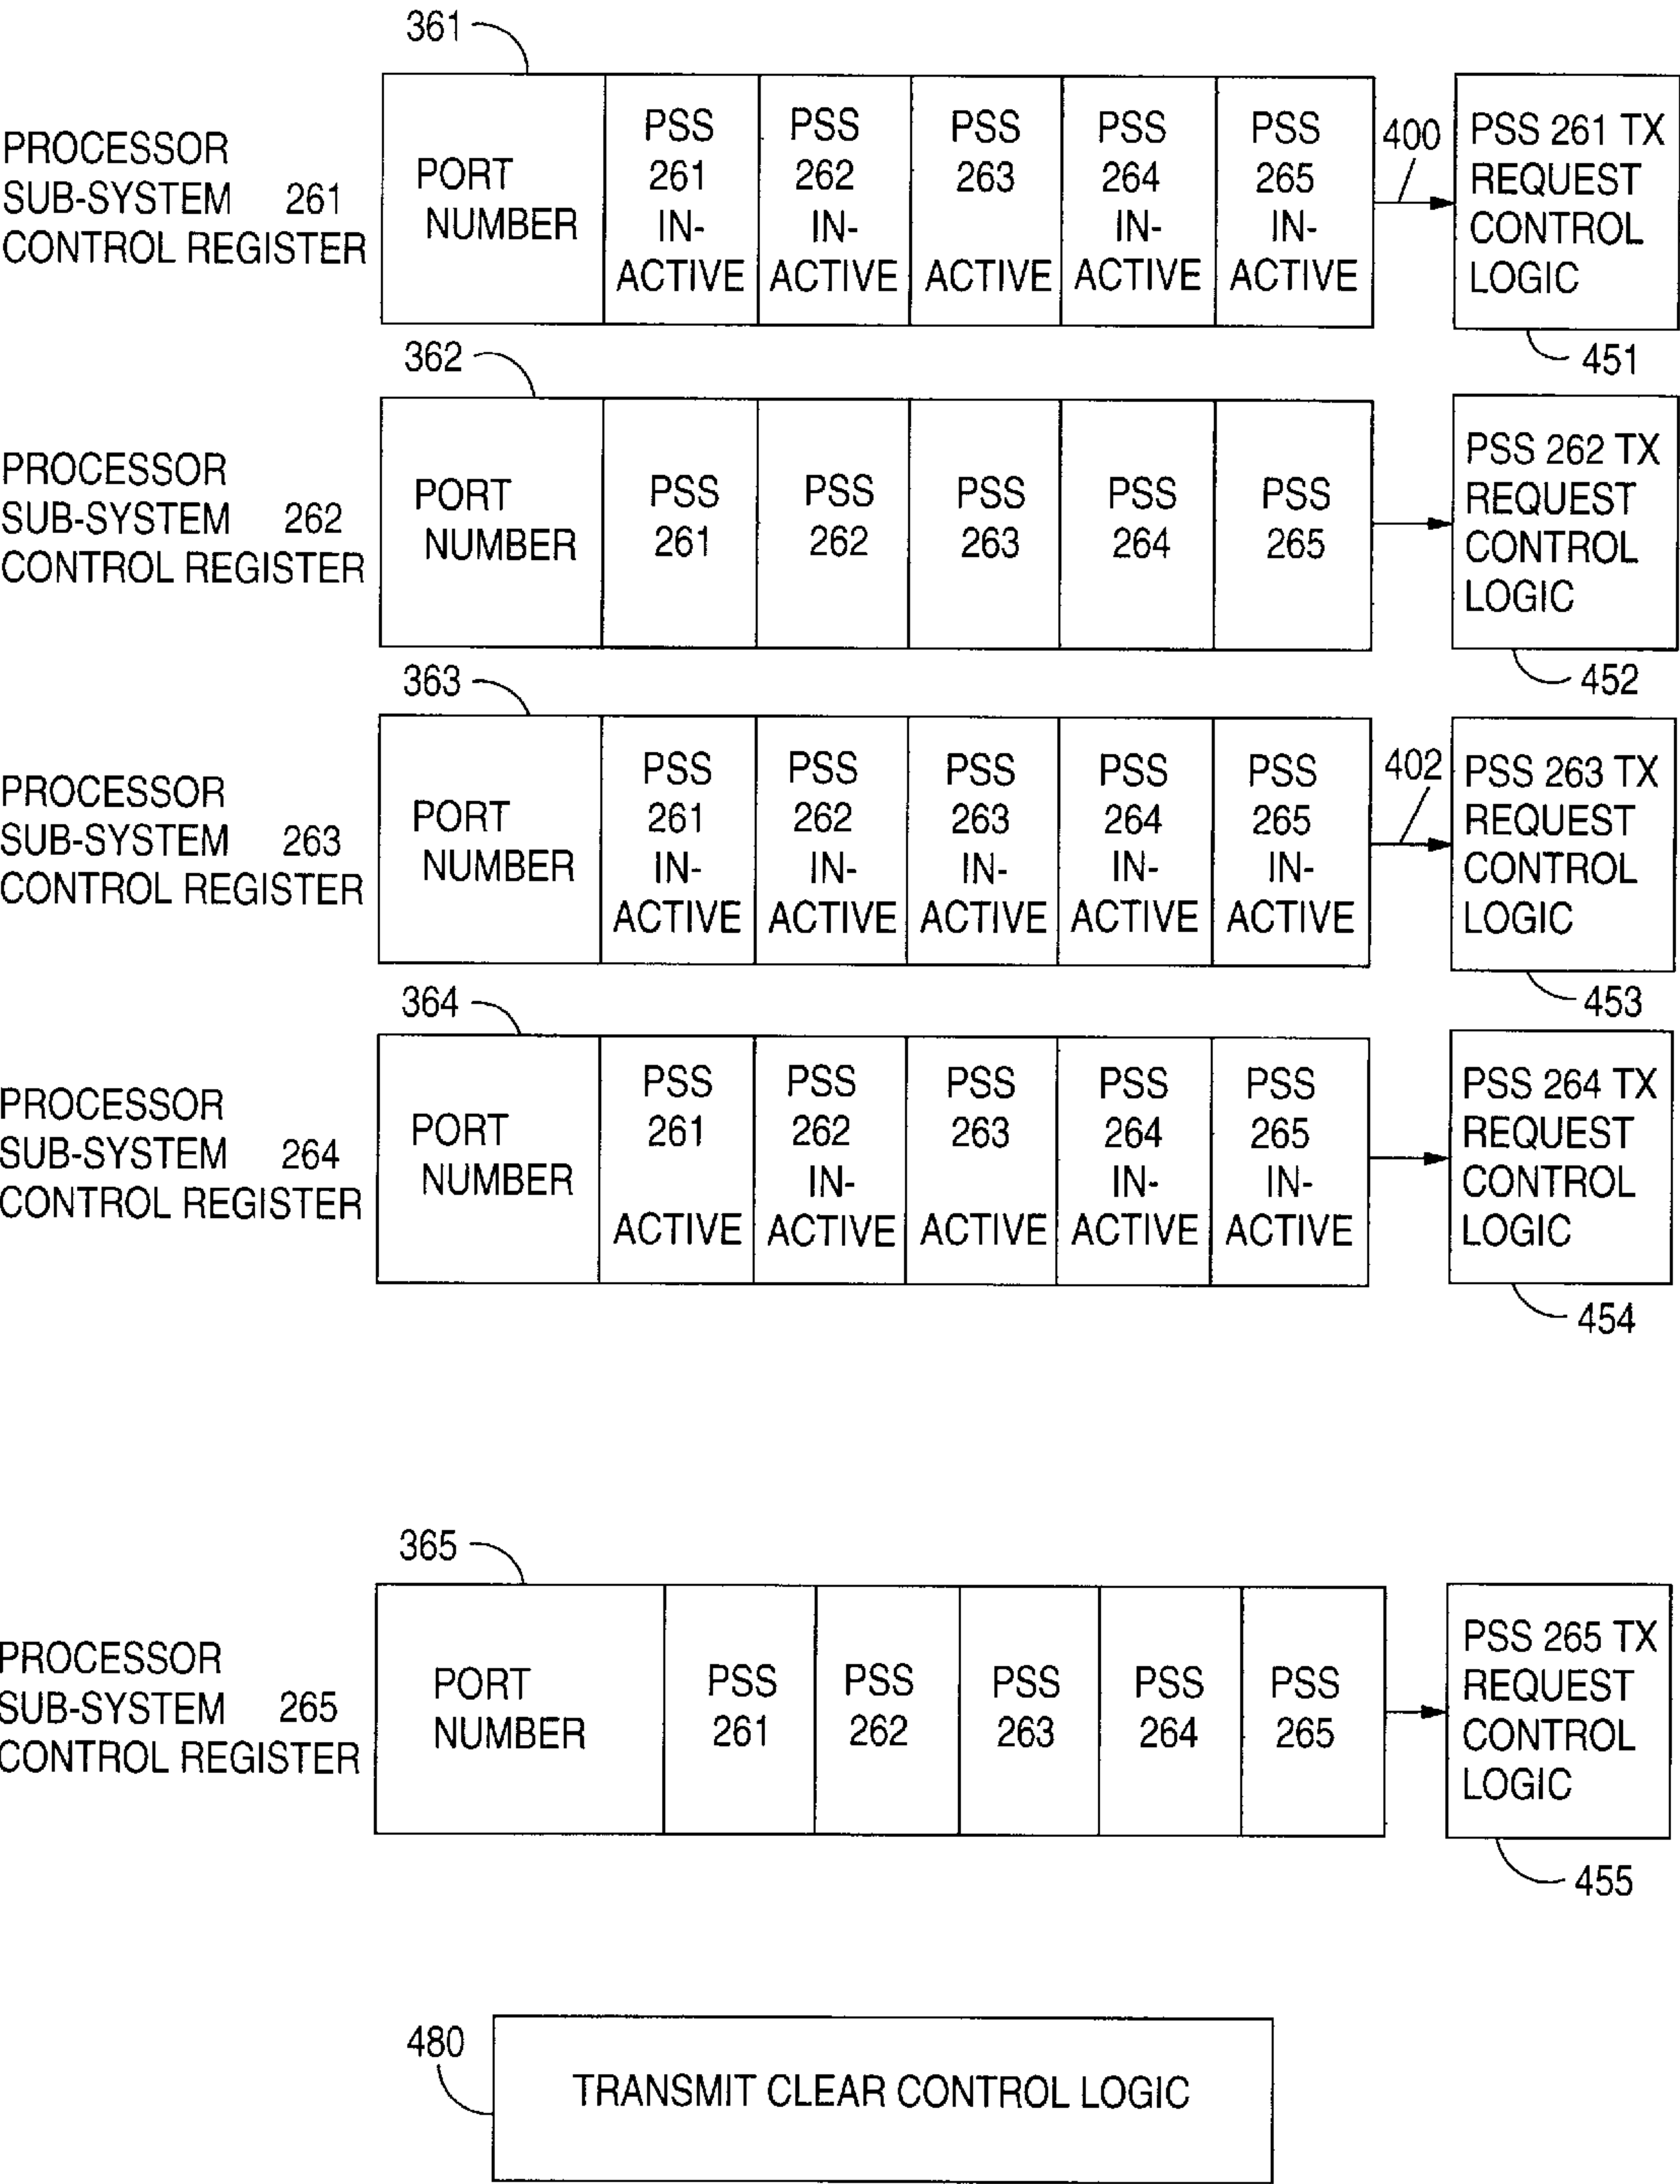 361
PROCESSOR
SUB-SYSTEM 261
CONTROL REGISTER
PORT
NUMBER
PSS
261
IN-
ACTIVE
PSS
262
IN-
ACTIVE
PSS
263
ACTIVE
PSS
264
IN-
ACTIVE
PSS
265
IN-
ACTIVE
400
PSS 261 TX
REQUEST
CONTROL
LOGIC
451
362
PROCESSOR
SUB-SYSTEM 262
CONTROL REGISTER
PORT
NUMBER
PSS
261
PSS
262
PSS
263
PSS
264
PSS
265
PSS 262 TX
REQUEST
CONTROL
LOGIC
452
363
PROCESSOR
SUB-SYSTEM 263
CONTROL REGISTER
PORT
NUMBER
PSS
261
IN-
ACTIVE
PSS
262
IN-
ACTIVE
PSS
263
IN-
ACTIVE
PSS
264
IN-
ACTIVE
PSS
265
IN-
ACTIVE
402
PSS 263 TX
REQUEST
CONTROL
LOGIC
453
364
PROCESSOR
SUB-SYSTEM 264
CONTROL REGISTER
PORT
NUMBER
PSS
261
ACTIVE
PSS
262
IN-
ACTIVE
PSS
263
ACTIVE
PSS
264
IN-
ACTIVE
PSS
265
IN-
ACTIVE
PSS 264 TX
REQUEST
CONTROL
LOGIC
454
365
PROCESSOR
SUB-SYSTEM 265
CONTROL REGISTER
PORT
NUMBER
PSS
261
PSS
262
PSS
263
PSS
264
PSS
265
PSS 265 TX
REQUEST
CONTROL
LOGIC
455
480
TRANSMIT CLEAR CONTROL LOGIC